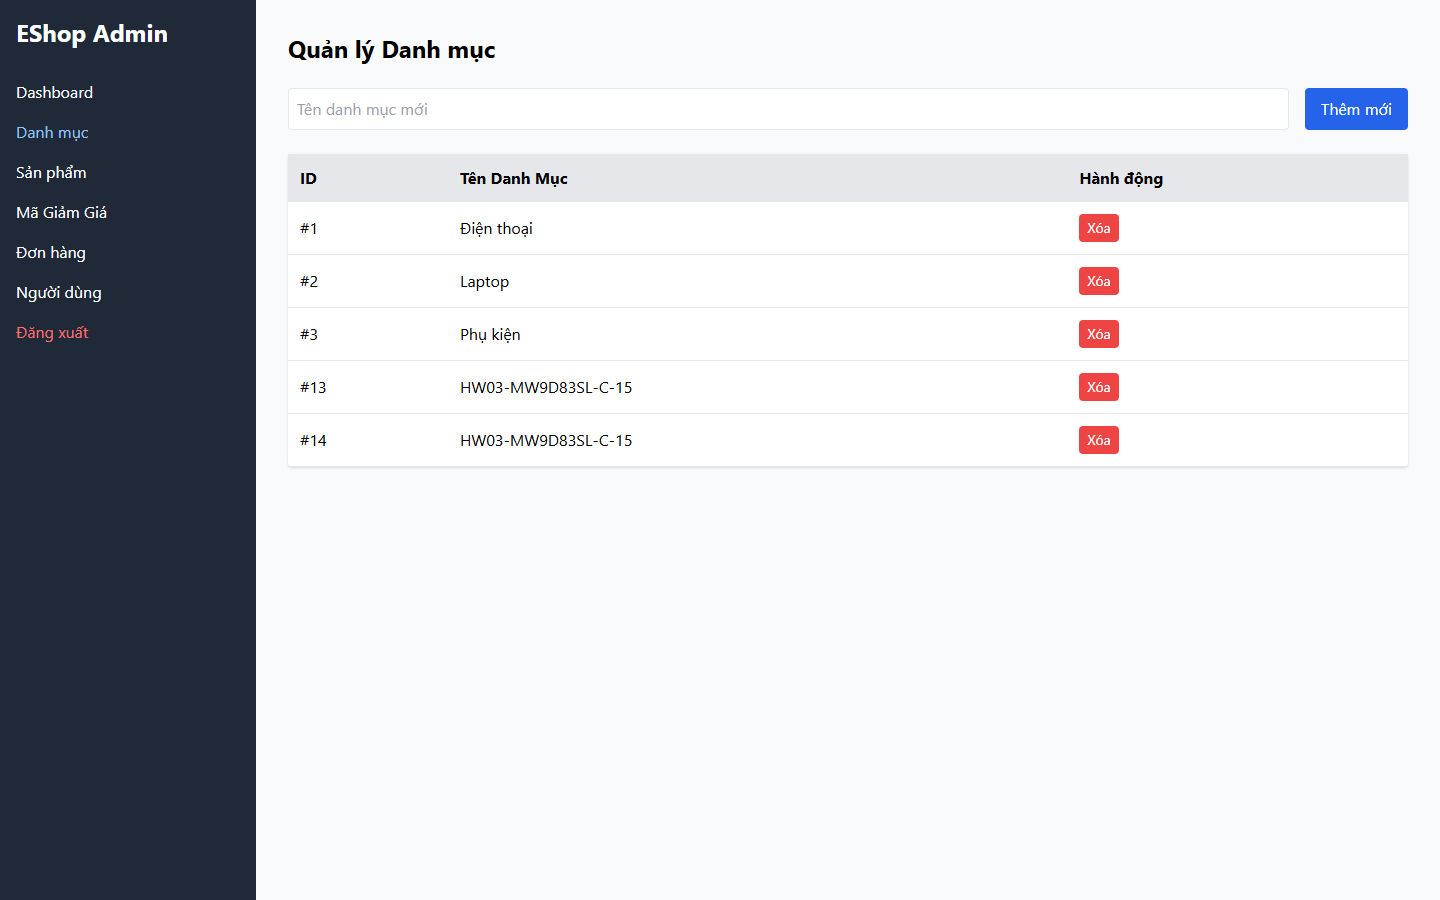 EShop Admin
Dashboard
Danh mục
Sản phẩm
Mã Giảm Giá
Đơn hàng
Người dùng
Đăng xuất
Quản lý Danh mục
Tên danh mục mới
Thêm mới
ID Tên Danh Mục Hành động
#1 Điện thoại Xóa
#2 Laptop Xóa
#3 Phụ kiện Xóa
#13 HW03-MW9D83SL-C-15 Xóa
#14 HW03-MW9D83SL-C-15 Xóa